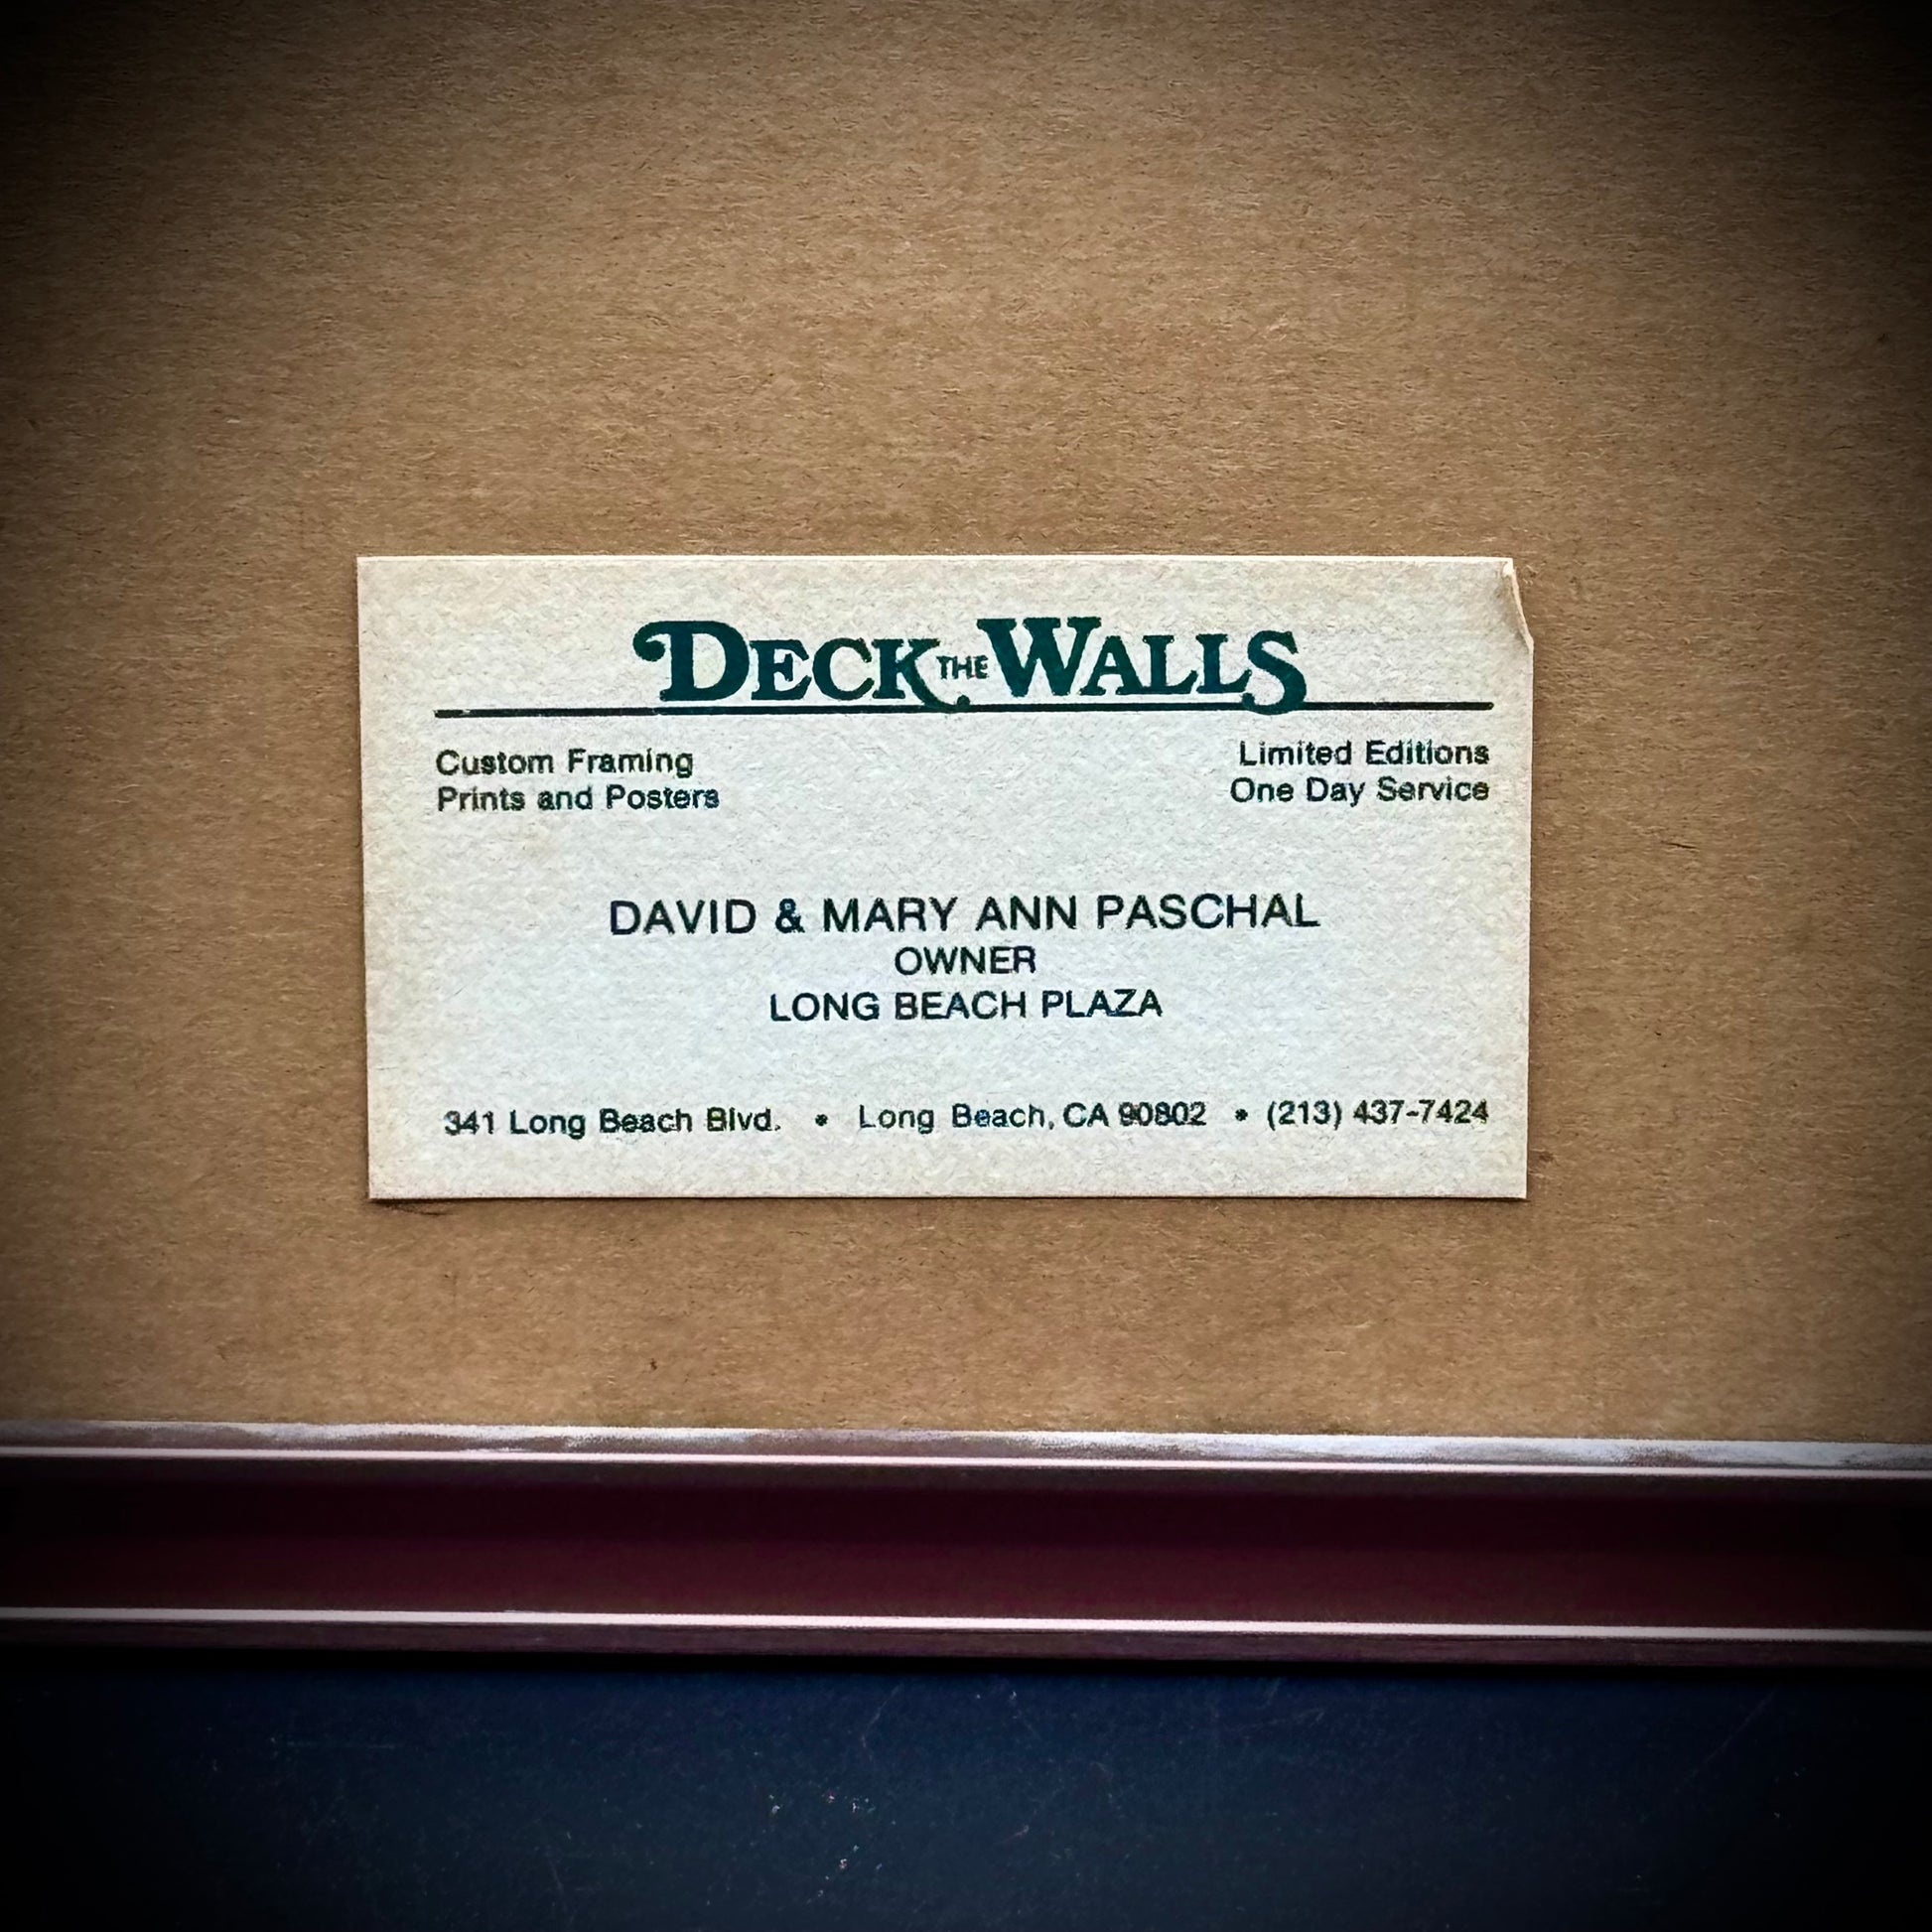 DECK THE WALLS
Custom Framing
Prints and Posters
Limited Editions
One Day Service
DAVID & MARY ANN PASCHAL
OWNER
LONG BEACH PLAZA
341 Long Beach Blvd. • Long Beach, CA 90802 • (213) 437-7424